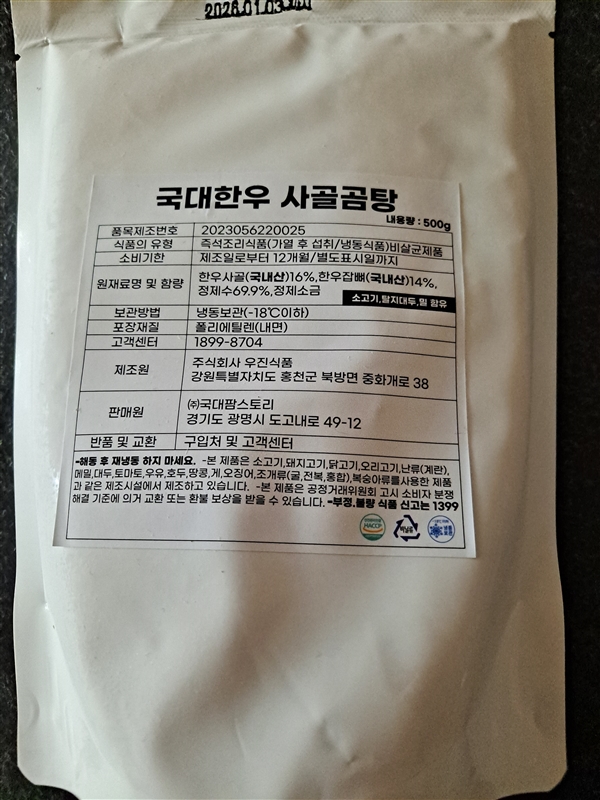 2026.01.03
국대한우 사골곰탕
내용량 : 500g
품목제조번호 2023056220025
식품의 유형 즉석조리식품(가열 후 섭취/냉동식품)비살균제품
소비기한 제조일로부터 12개월/별도표시일까지
원재료명 및 함량 한우사골(국내산)16%,한우잡뼈(국내산)14%,
정제수69.9%,정제소금
소고기,탈지대두,밀 함유
보관방법 냉동보관(-18℃이하)
포장재질 폴리에틸렌(내면)
고객센터 1899-8704
제조원 주식회사 우진식품
강원특별자치도 홍천군 북방면 중화개로 38
판매원 ㈜국대팜스토리
경기도 광명시 도고내로 49-12
반품 및 교환 구입처 및 고객센터
-해동 후 재냉동 하지 마세요. -본 제품은 소고기,돼지고기,닭고기,오리고기,난류(계란),
메밀,대두,토마토,우유,호두,땅콩,게,오징어,조개류(굴,전복,홍합),복숭아류를사용한 제품
과 같은 제조시설에서 제조하고 있습니다. -본 제품은 공정거래위원회 고시 소비자 분쟁
해결 기준에 의거 교환 또는 환불 보상을 받을 수 있습니다. -부정.불량 식품 신고는 1399
HACCP